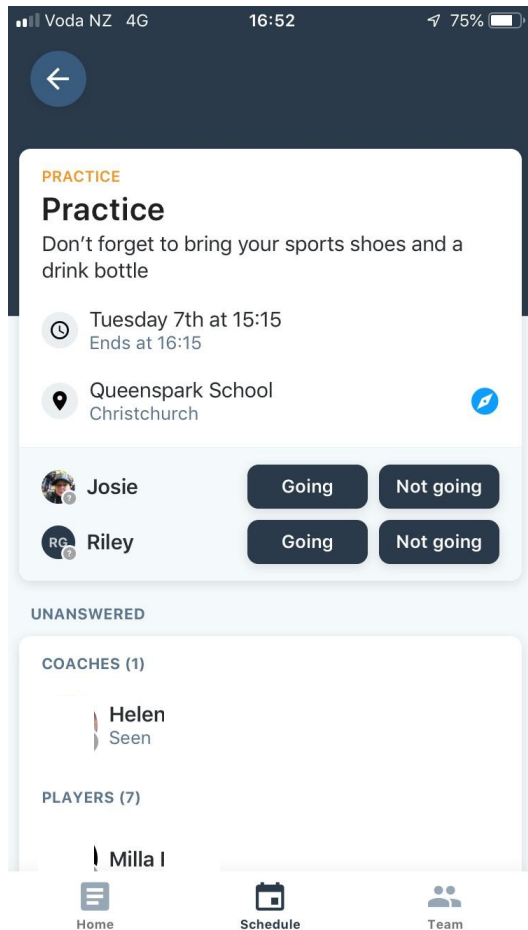 Voda NZ 4G 16:52 75%
PRACTICE
Practice
Don't forget to bring your sports shoes and a
drink bottle
Tuesday 7th at 15:15
Ends at 16:15
Queenspark School
Christchurch
Josie Going Not going
RG Riley Going Not going
UNANSWERED
COACHES (1)
Helen
Seen
PLAYERS (7)
Milla
Home Schedule Team